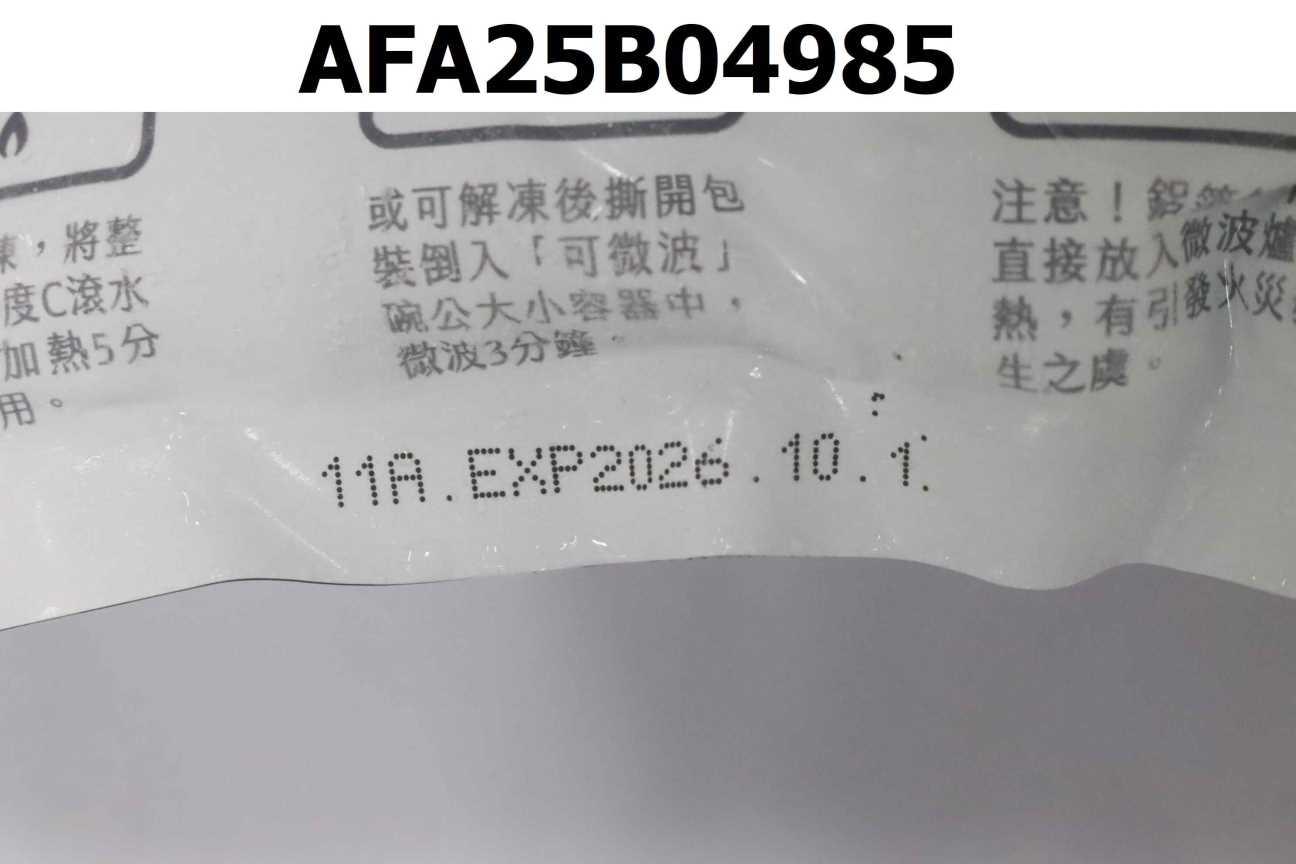 AFA25B04985
凍，將整
度C滾水
加熱5分
用。
或可解凍後撕開包
裝倒入「可微波」
碗公大小容器中，
微波3分鐘。
注意！鋁箔
直接放入微波爐
熱，有引發火災
生之虞。
11A.EXP2026.10.1